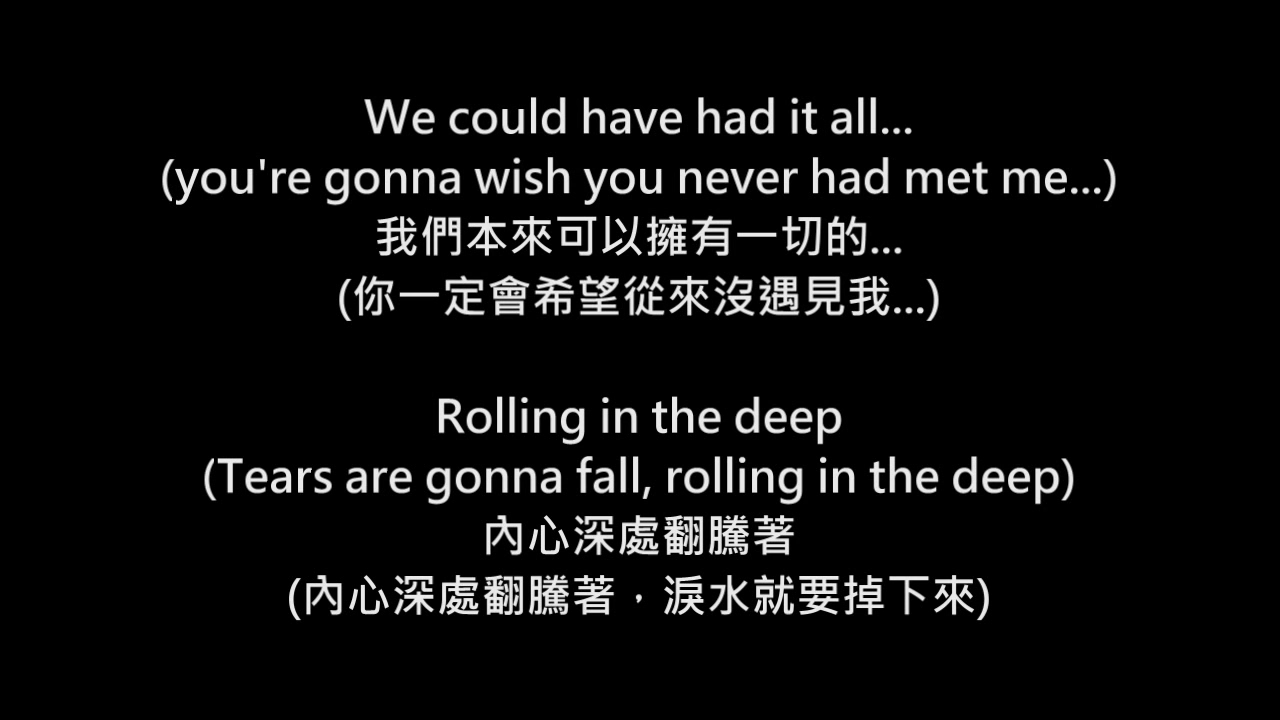 We could have had it all...
(you're gonna wish you never had met me...)
我們本來可以擁有一切的...
(你一定會希望從來沒遇見我...)
Rolling in the deep
(Tears are gonna fall, rolling in the deep)
內心深處翻騰著
(內心深處翻騰著，淚水就要掉下來)